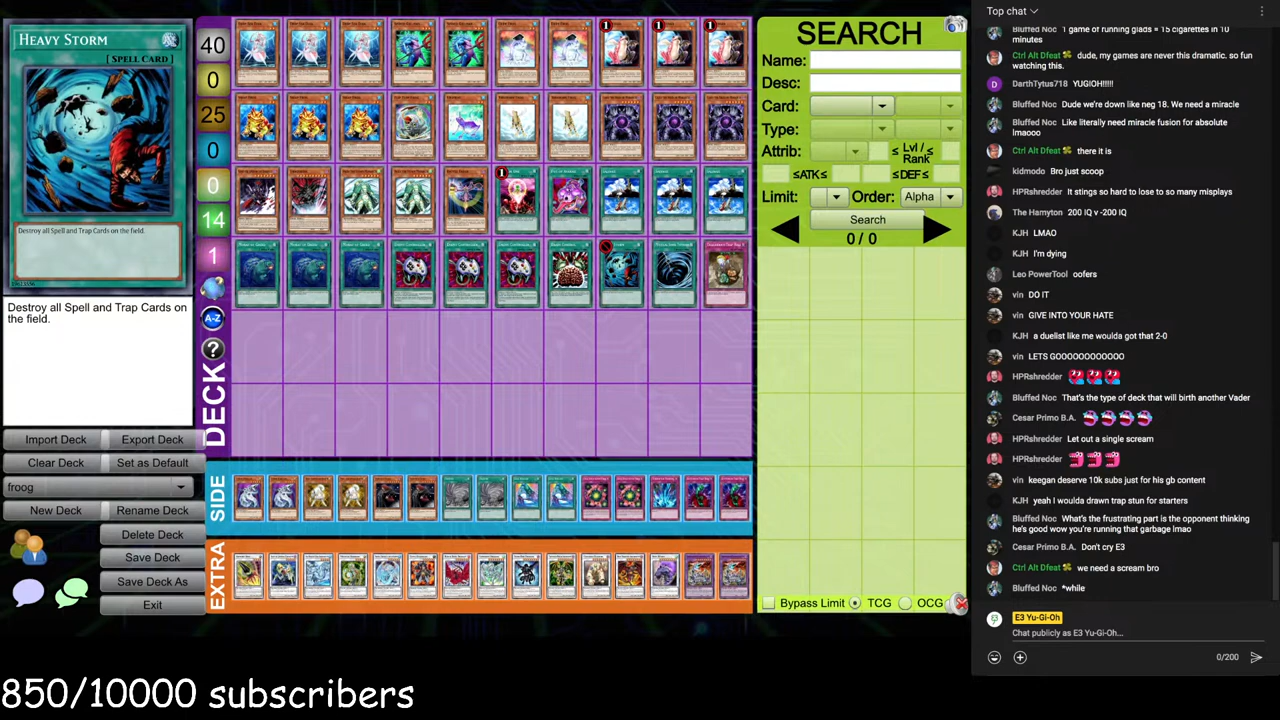 HEAVY STORM
[ SPELL CARD ]
Destroy all Spell and Trap Cards on the field.
Destroy all Spell and Trap Cards on
the field.
Import Deck
Export Deck
Clear Deck
Set as Default
froog
New Deck
Rename Deck
Delete Deck
Save Deck
Save Deck As
Exit
40
0
25
0
0
14
1
A-Z
?
DECK
SIDE
EXTRA
1
1
1
1
SEARCH
Name:
Desc:
Card:
Type:
Attrib:
≤ Lvl / ≤
Rank
≤ATK≤
≤DEF≤
Limit:
Order:
Alpha
Search
0 / 0
Bypass Limit
TCG
OCG
850/10000 subscribers
Top chat
Bluffed Noc 1 game of running glads = 15 cigarettes in 10
minutes
Ctrl Alt Dfeat dude, my games are never this dramatic. so fun
watching this.
D
DarthTytus718 YUGIOH!!!!!
Bluffed Noc Dude we're down like neg 18. We need a miracle
Bluffed Noc Like literally need miracle fusion for absolute
lmaooo
Ctrl Alt Dfeat there it is
kidmodo Bro just scoop
HPRshredder It stings so hard to lose to so many misplays
The Hamyton 200 IQ v -200 IQ
KJH LMAO
KJH I'm dying
Leo PowerTool oofers
vin DO IT
vin GIVE INTO YOUR HATE
KJH a duelist like me woulda got that 2-0
vin LETS GOOOOOOOOOOO
HPRshredder
Bluffed Noc That's the type of deck that will birth another Vader
Cesar Primo B.A.
HPRshredder Let out a single scream
HPRshredder
vin keegan deserve 10k subs just for his gb content
KJH yeah I woulda drawn trap stun for starters
Bluffed Noc What's the frustrating part is the opponent thinking
he's good wow you're running that garbage lmao
Cesar Primo B.A. Don't cry E3
Ctrl Alt Dfeat we need a scream bro
Bluffed Noc *while
E3 Yu-Gi-Oh
Chat publicly as E3 Yu-Gi-Oh...
0/200